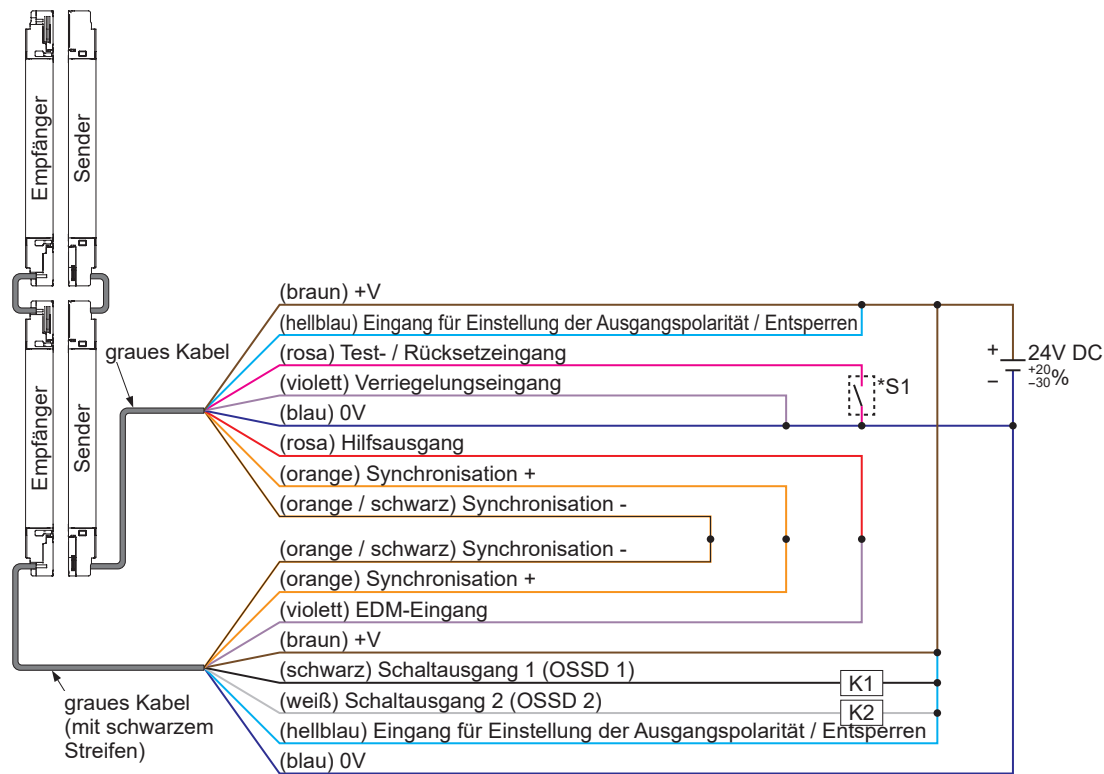 Empfänger
Sender
Empfänger
Sender
graues Kabel
(braun) +V
(hellblau) Eingang für Einstellung der Ausgangspolarität / Entsperren
(rosa) Test- / Rücksetzeingang
(violett) Verriegelungseingang
(blau) 0V
(rosa) Hilfsausgang
(orange) Synchronisation +
(orange / schwarz) Synchronisation -
*S1
+ 24V DC
− +20 −30 %
(orange / schwarz) Synchronisation -
(orange) Synchronisation +
(violett) EDM-Eingang
(braun) +V
(schwarz) Schaltausgang 1 (OSSD 1)
K1
(weiß) Schaltausgang 2 (OSSD 2)
K2
(hellblau) Eingang für Einstellung der Ausgangspolarität / Entsperren
(blau) 0V
graues Kabel
(mit schwarzem
Streifen)